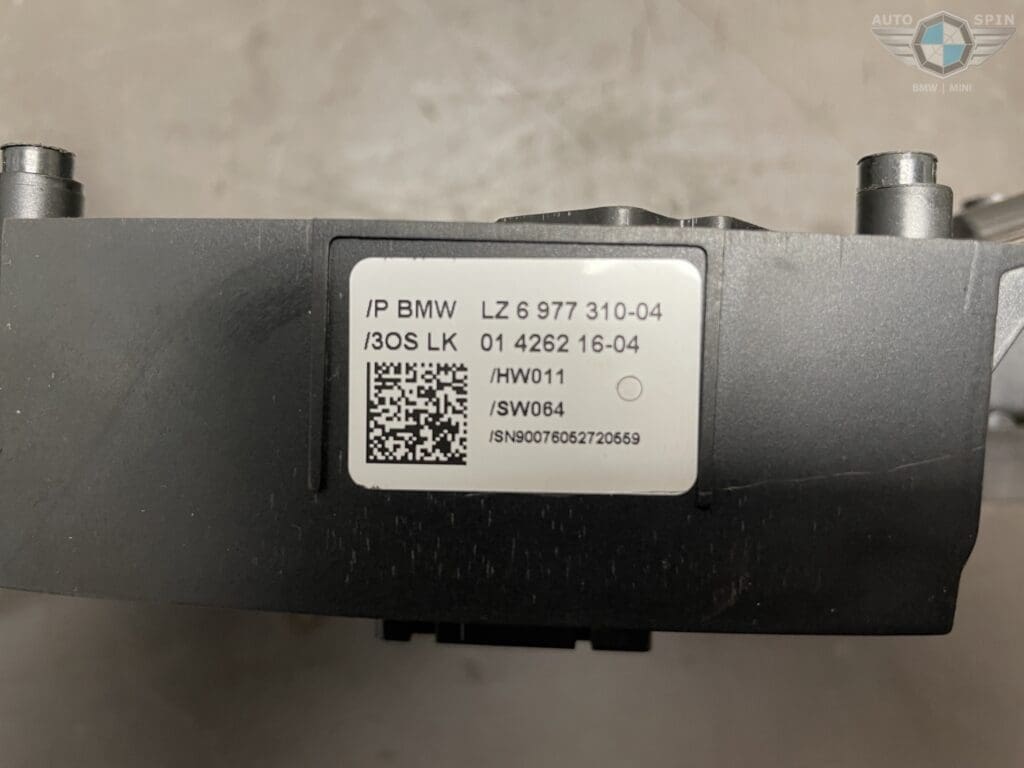 AUTO SPIN
BMW | MINI
/P BMW LZ 6 977 310-04
/3OS LK 01 4262 16-04
/HW011
/SW064
/SN90076052720559